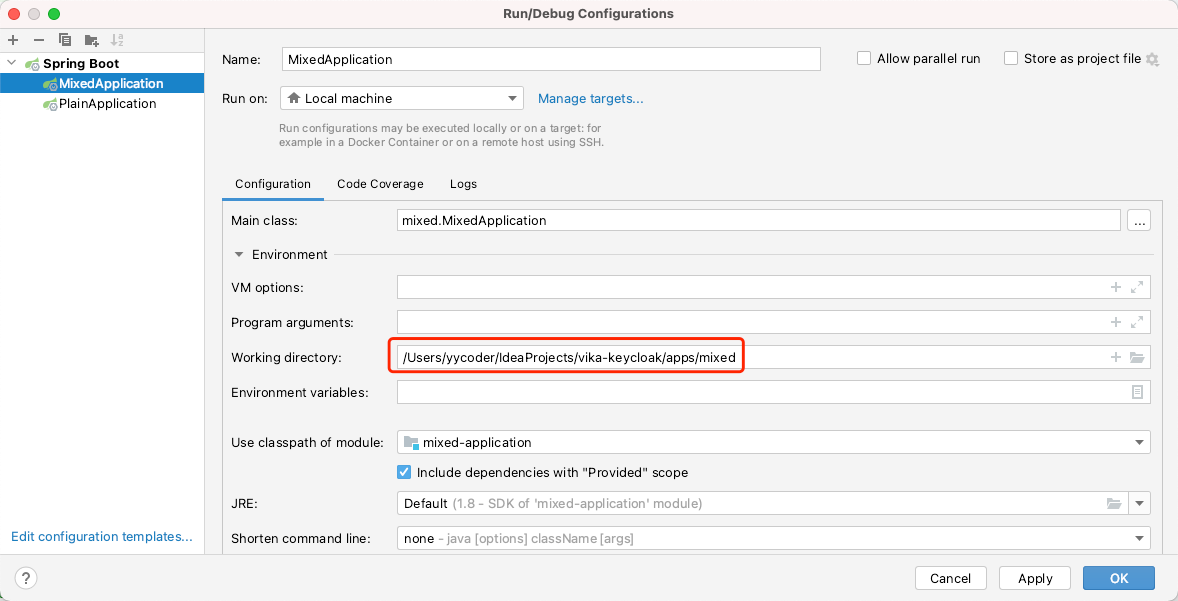 Run/Debug Configurations
Spring Boot
MixedApplication
PlainApplication
Edit configuration templates...
Name: MixedApplication
Allow parallel run
Store as project file
Run on: Local machine Manage targets...
Run configurations may be executed locally or on a target: for
example in a Docker Container or on a remote host using SSH.
Configuration Code Coverage Logs
Main class: mixed.MixedApplication ...
Environment
VM options:
Program arguments:
Working directory: /Users/yycoder/IdeaProjects/vika-keycloak/apps/mixed
Environment variables:
Use classpath of module: mixed-application
Include dependencies with "Provided" scope
JRE: Default (1.8 - SDK of 'mixed-application' module)
Shorten command line: none - java [options] className [args]
? Cancel Apply OK